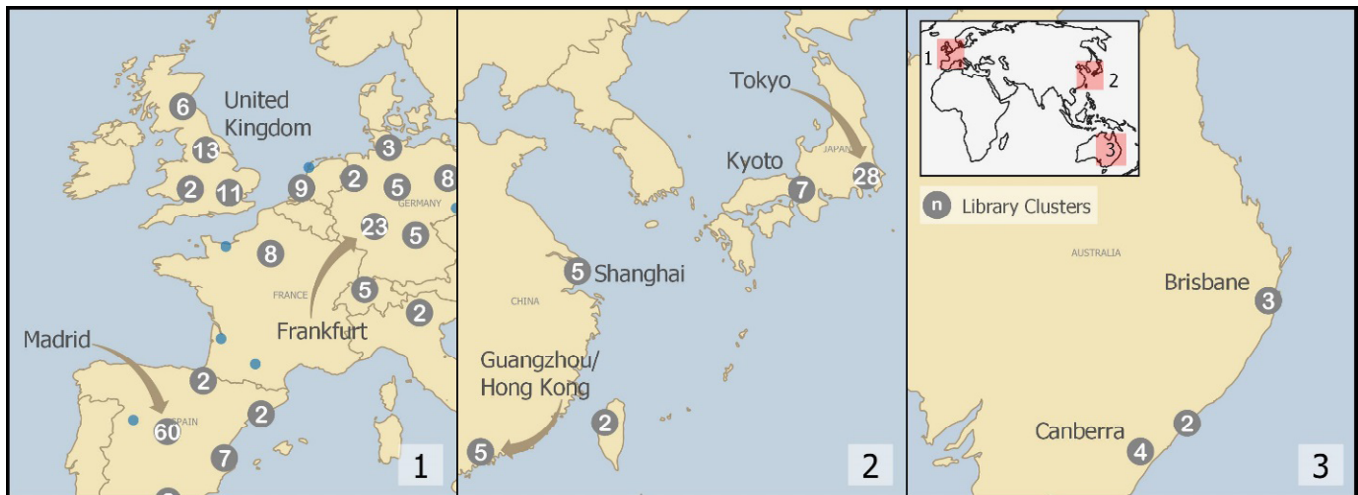 6
United
Kingdom
13
2
11
3
9
2
5
8
GERMANY
23
5
8
FRANCE
5
2
Frankfurt
Madrid
2
2
SPAIN
60
7
1
Tokyo
JAPAN
Kyoto
28
7
5
Shanghai
CHINA
Guangzhou/
Hong Kong
2
5
2
1
2
3
n Library Clusters
AUSTRALIA
Brisbane
3
2
Canberra
4
3